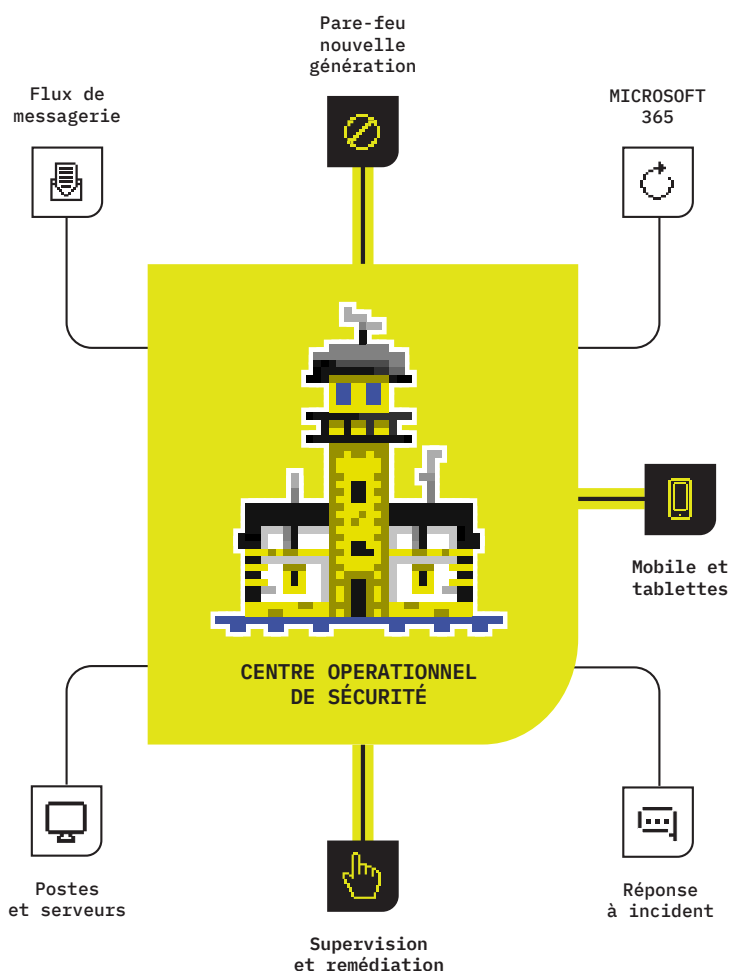 Pare-feu
nouvelle
génération
Flux de
messagerie
MICROSOFT
365
Mobile et
tablettes
CENTRE OPERATIONNEL
DE SÉCURITÉ
Postes
et serveurs
Réponse
à incident
Supervision
et remédiation